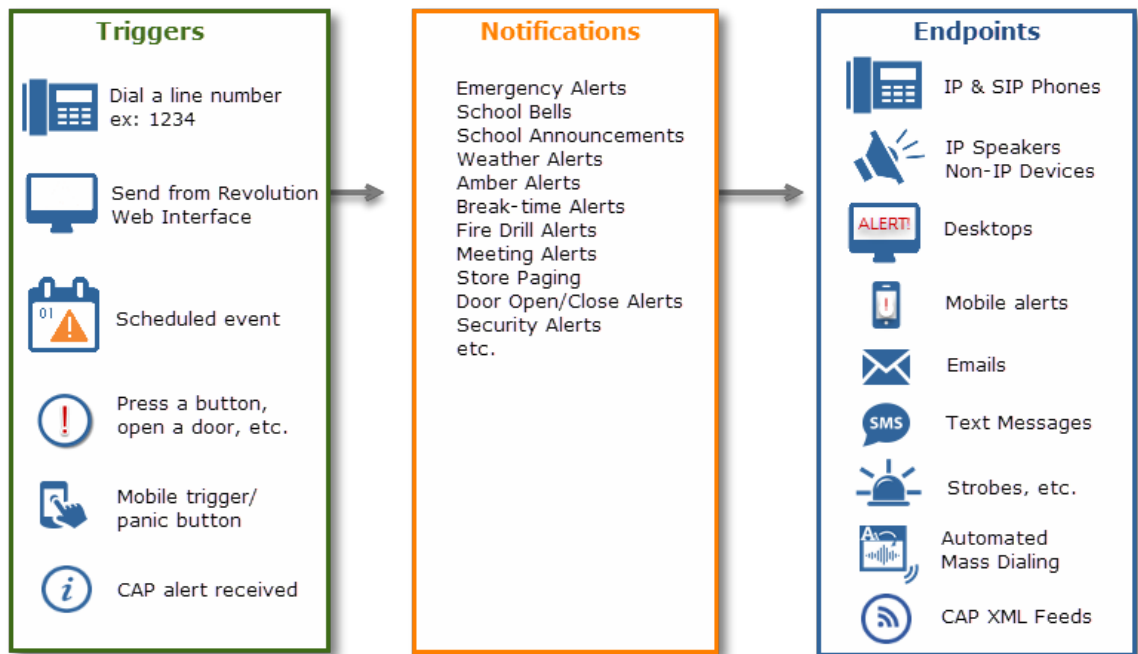 Triggers
Dial a line number
ex: 1234
Send from Revolution
Web Interface
01
Scheduled event
!
Press a button,
open a door, etc.
Mobile trigger/
panic button
i
CAP alert received
Notifications
Emergency Alerts
School Bells
School Announcements
Weather Alerts
Amber Alerts
Break-time Alerts
Fire Drill Alerts
Meeting Alerts
Store Paging
Door Open/Close Alerts
Security Alerts
etc.
Endpoints
IP & SIP Phones
IP Speakers
Non-IP Devices
ALERT!
Desktops
!
Mobile alerts
Emails
SMS
Text Messages
Strobes, etc.
A
Automated
Mass Dialing
CAP XML Feeds